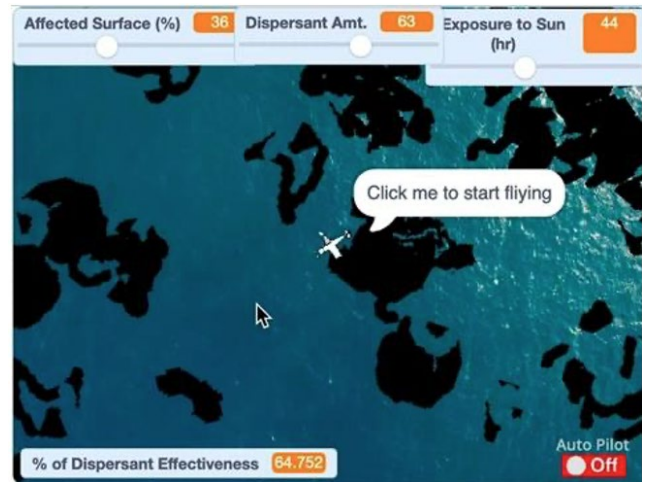 Affected Surface (%) 36
Dispersant Amt. 63
Exposure to Sun 44
(hr)
Click me to start fliying
Auto Pilot
Off
% of Dispersant Effectiveness 64.752